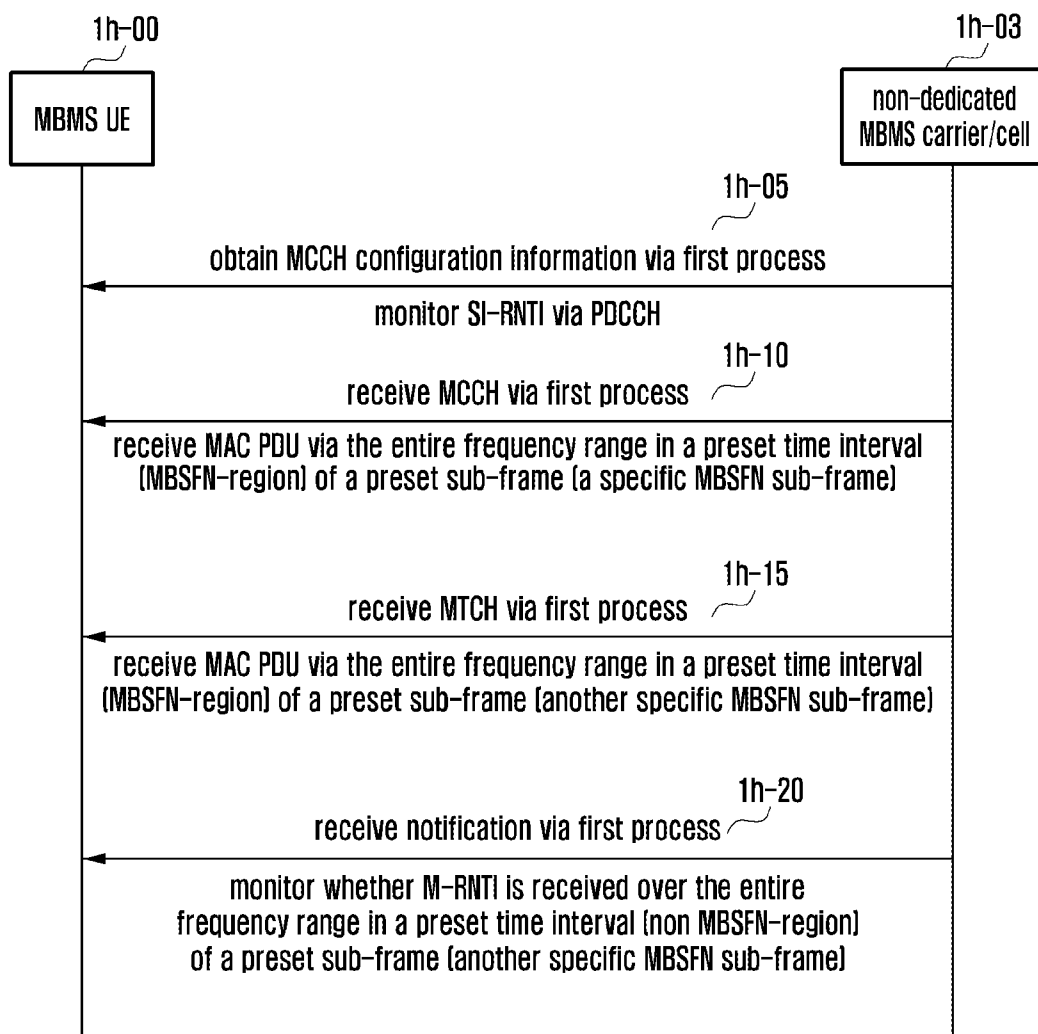 1h-00
1h-03
MBMS UE
non-dedicated
MBMS carrier/cell
1h-05
obtain MCCH configuration information via first process
monitor SI-RNTI via PDCCH
1h-10
receive MCCH via first process
receive MAC PDU via the entire frequency range in a preset time interval
(MBSFN-region) of a preset sub-frame (a specific MBSFN sub-frame)
1h-15
receive MTCH via first process
receive MAC PDU via the entire frequency range in a preset time interval
(MBSFN-region) of a preset sub-frame (another specific MBSFN sub-frame)
1h-20
receive notification via first process
monitor whether M-RNTI is received over the entire
frequency range in a preset time interval (non MBSFN-region)
of a preset sub-frame (another specific MBSFN sub-frame)